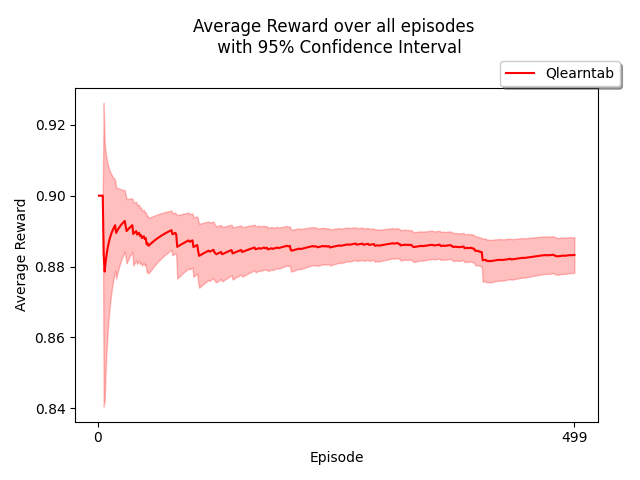 Average Reward over all episodes
with 95% Confidence Interval
Qlearntab
0.92
0.90
0.88
0.86
0.84
Average Reward
0 499
Episode